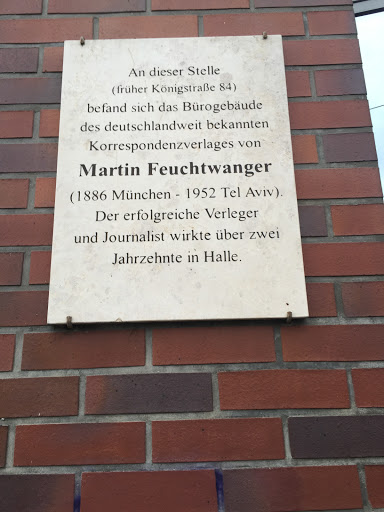 An dieser Stelle
(früher Königstraße 84)
befand sich das Bürogebäude
des deutschlandweit bekannten
Korrespondenzverlages von
Martin Feuchtwanger
(1886 München - 1952 Tel Aviv).
Der erfolgreiche Verleger
und Journalist wirkte über zwei
Jahrzehnte in Halle.